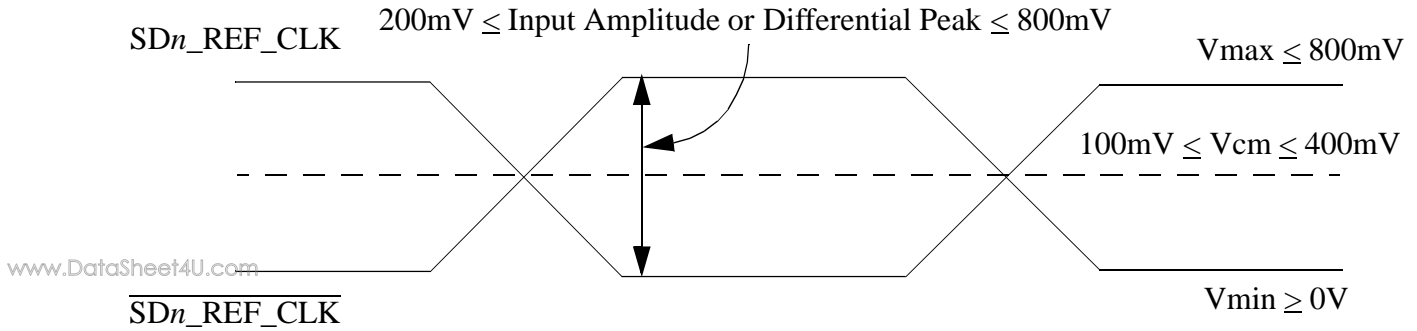 200mV ≤ Input Amplitude or Differential Peak ≤ 800mV
SDn_REF_CLK
Vmax ≤ 800mV
100mV ≤ Vcm ≤ 400mV
www.DataSheet4U.com
SDn_REF_CLK
Vmin ≥ 0V